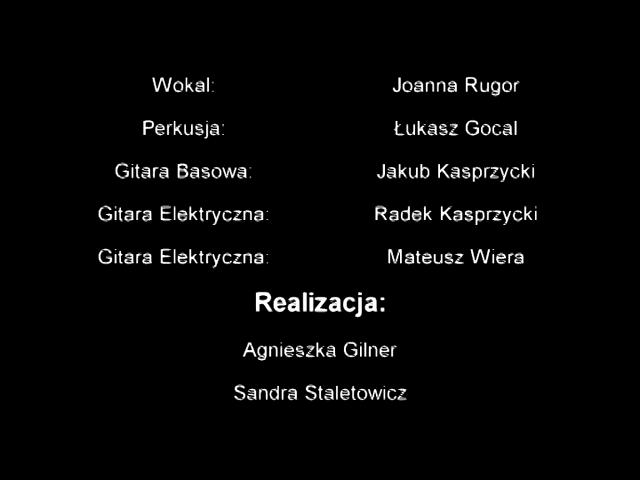 Wokal: Joanna Rugor
Perkusja: Łukasz Gocal
Gitara Basowa: Jakub Kasprzycki
Gitara Elektryczna: Radek Kasprzycki
Gitara Elektryczna: Mateusz Wiera
Realizacja:
Agnieszka Gilner
Sandra Staletowicz